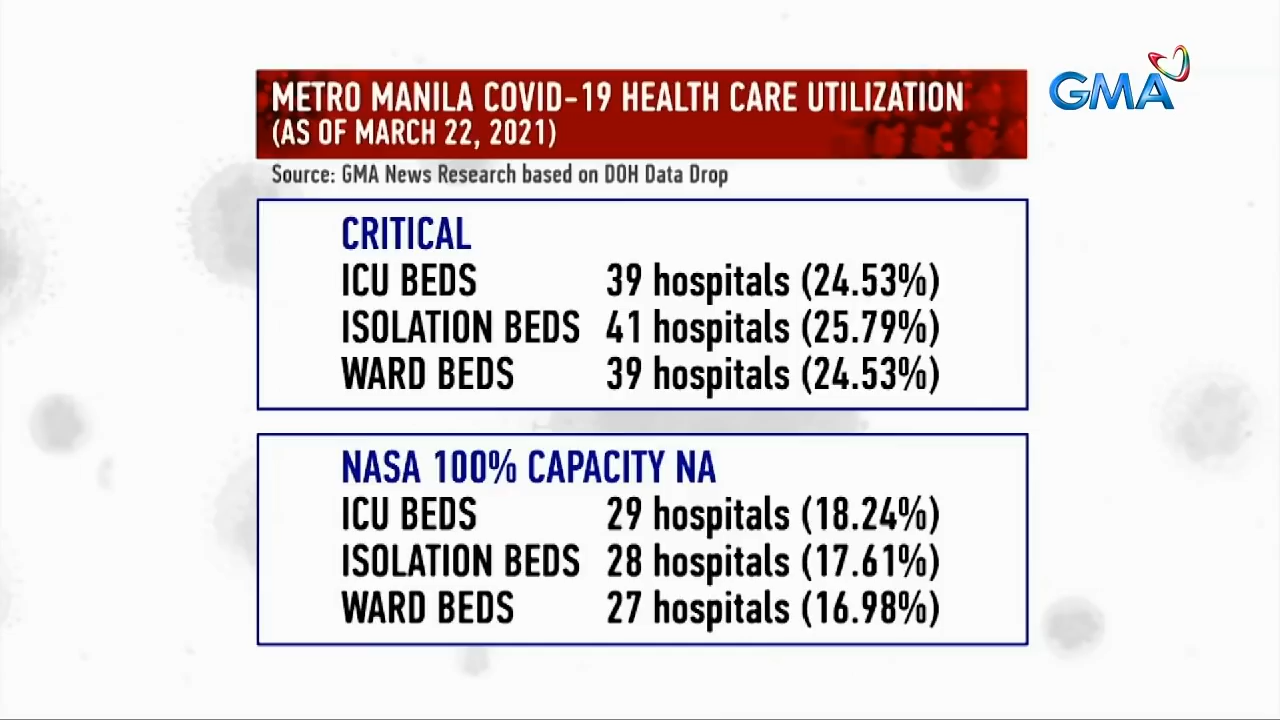 METRO MANILA COVID-19 HEALTH CARE UTILIZATION
(AS OF MARCH 22, 2021)
GMA
Source: GMA News Research based on DOH Data Drop
CRITICAL
ICU BEDS 39 hospitals (24.53%)
ISOLATION BEDS 41 hospitals (25.79%)
WARD BEDS 39 hospitals (24.53%)
NASA 100% CAPACITY NA
ICU BEDS 29 hospitals (18.24%)
ISOLATION BEDS 28 hospitals (17.61%)
WARD BEDS 27 hospitals (16.98%)